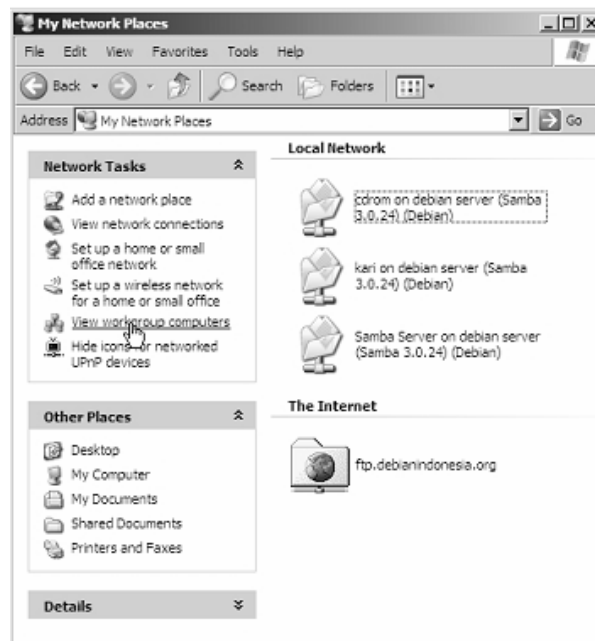 My Network Places
File Edit View Favorites Tools Help
Back Search Folders
Address My Network Places Go
Network Tasks
Add a network place
View network connections
Set up a home or small
office network
Set up a wireless network
for a home or small office
View workgroup computers
Hide icons for networked
UPnP devices
Other Places
Desktop
My Computer
My Documents
Shared Documents
Printers and Faxes
Details
Local Network
cdrom on debian server (Samba
3.0.24) (Debian)
kari on debian server (Samba
3.0.24) (Debian)
Samba Server on debian server
(Samba 3.0.24) (Debian)
The Internet
ftp.debianindonesia.org